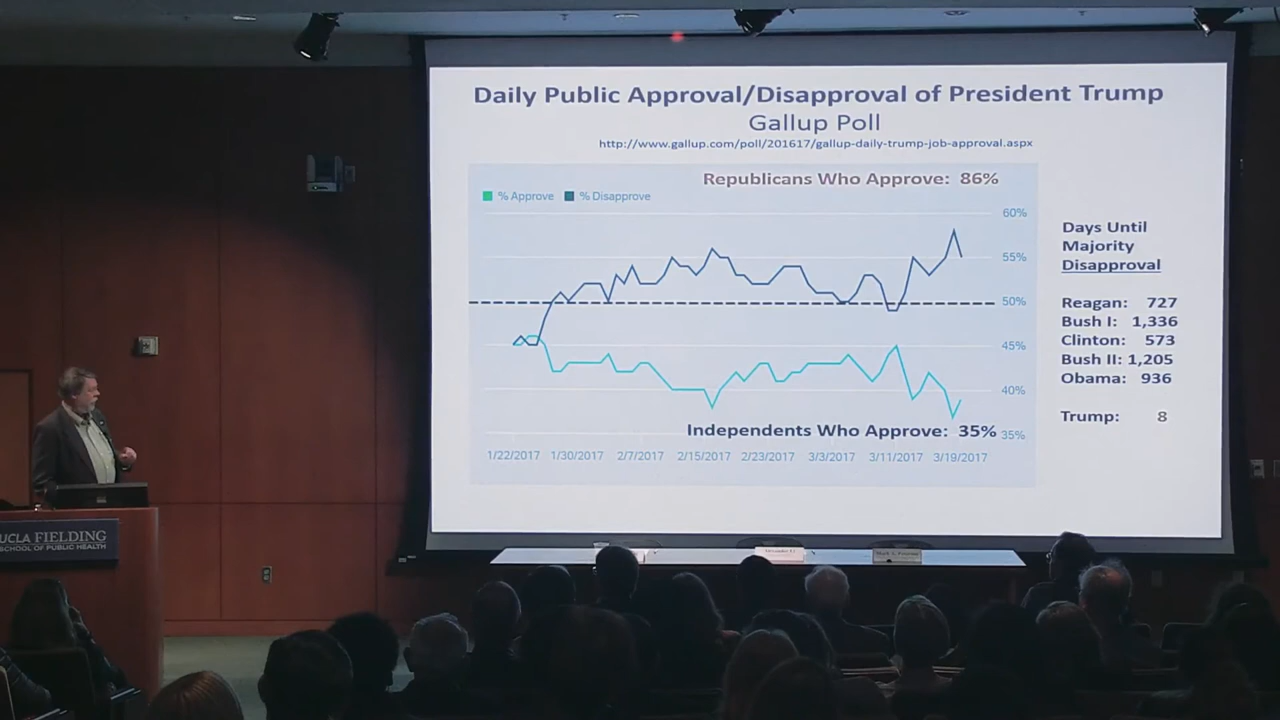 Daily Public Approval/Disapproval of President Trump
Gallup Poll
http://www.gallup.com/poll/201617/gallup-daily-trump-job-approval.aspx
Republicans Who Approve: 86%
% Approve % Disapprove
60%
55%
50%
45%
40%
35%
Independents Who Approve: 35%
1/22/2017 1/30/2017 2/7/2017 2/15/2017 2/23/2017 3/3/2017 3/11/2017 3/19/2017
Days Until
Majority
Disapproval
Reagan: 727
Bush I: 1,336
Clinton: 573
Bush II: 1,205
Obama: 936
Trump: 8
UCLA FIELDING
SCHOOL OF PUBLIC HEALTH